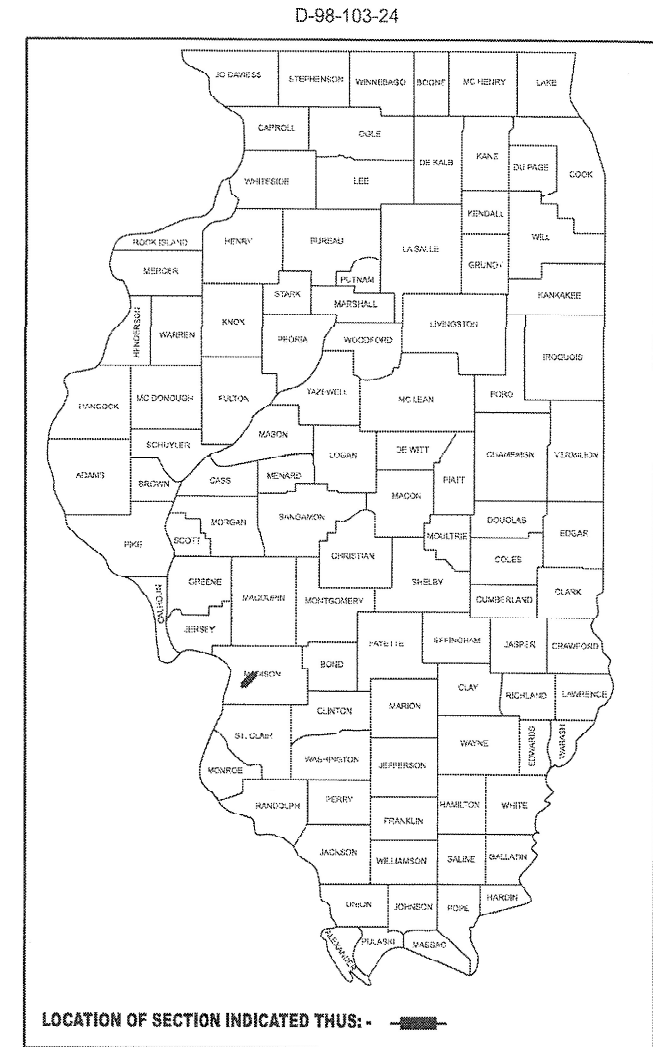 D-98-103-24
JO DAVIESS STEPHENSON WINNEBAGO BOONE MC HENRY LAKE
CARROLL OGLE DE KALB KANE DU PAGE COOK
WHITESIDE LEE
KENDALL WILL
ROCK ISLAND HENRY BUREAU LA SALLE GRUNDY
MERCER PUTNAM KANKAKEE
STARK MARSHALL
HENDERSON WARREN KNOX PEORIA WOODFORD LIVINGSTON IROQUOIS
HANCOCK MC DONOUGH FULTON TAZEWELL MC LEAN FORD
SCHUYLER MASON LOGAN DE WITT CHAMPAIGN VERMILION
ADAMS BROWN CASS MENARD PIATT
MACON
PIKE SCOTT MORGAN SANGAMON DOUGLAS EDGAR
CHRISTIAN MOULTRIE COLES
CALHOUN GREENE MACOUPIN MONTGOMERY SHELBY CUMBERLAND CLARK
JERSEY
FAYETTE EFFINGHAM JASPER CRAWFORD
MADISON BOND CLAY RICHLAND LAWRENCE
CLINTON MARION
ST. CLAIR WAYNE EDWARDS WABASH
MONROE WASHINGTON JEFFERSON
RANDOLPH PERRY HAMILTON WHITE
FRANKLIN
JACKSON WILLIAMSON SALINE GALLATIN
UNION JOHNSON POPE HARDIN
ALEXANDER PULASKI MASSAC
LOCATION OF SECTION INDICATED THUS: -